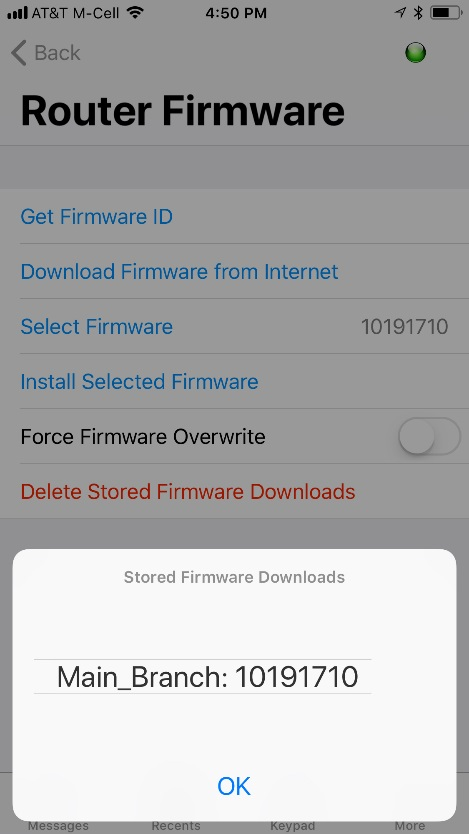 AT&T M-Cell 4:50 PM
Back
Router Firmware
Get Firmware ID
Download Firmware from Internet
Select Firmware 10191710
Install Selected Firmware
Force Firmware Overwrite
Delete Stored Firmware Downloads
Stored Firmware Downloads
Main_Branch: 10191710
OK
Messages Recents Keypad More